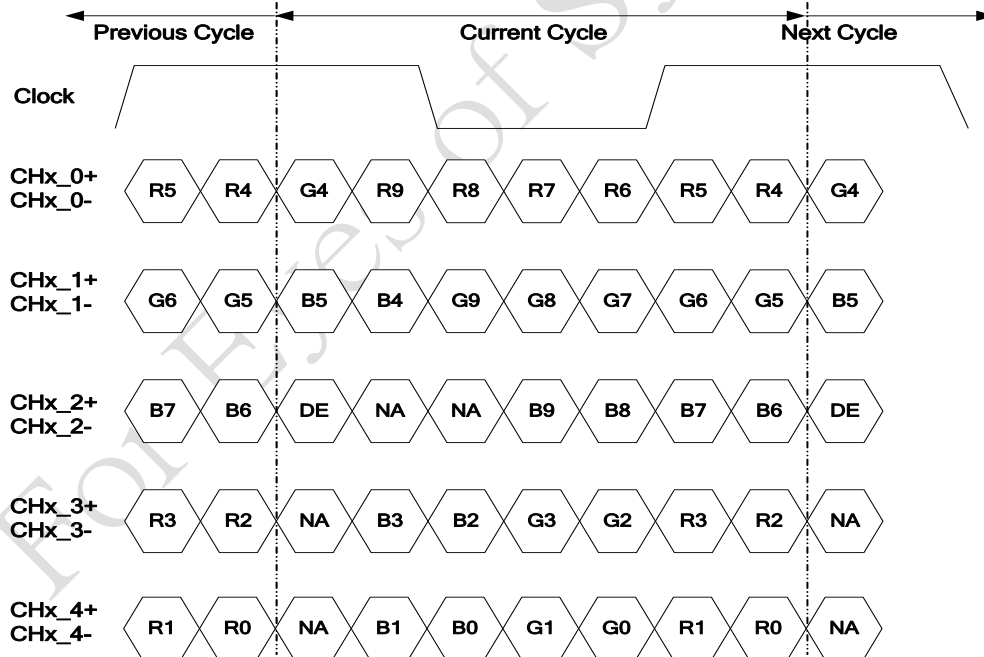 Previous Cycle Current Cycle Next Cycle
Clock
CHx_0+
CHx_0-
R5 R4 G4 R9 R8 R7 R6 R5 R4 G4
CHx_1+
CHx_1-
G6 G5 B5 B4 G9 G8 G7 G6 G5 B5
CHx_2+
CHx_2-
B7 B6 DE NA NA B9 B8 B7 B6 DE
CHx_3+
CHx_3-
R3 R2 NA B3 B2 G3 G2 R3 R2 NA
CHx_4+
CHx_4-
R1 R0 NA B1 B0 G1 G0 R1 R0 NA
For Eyes of